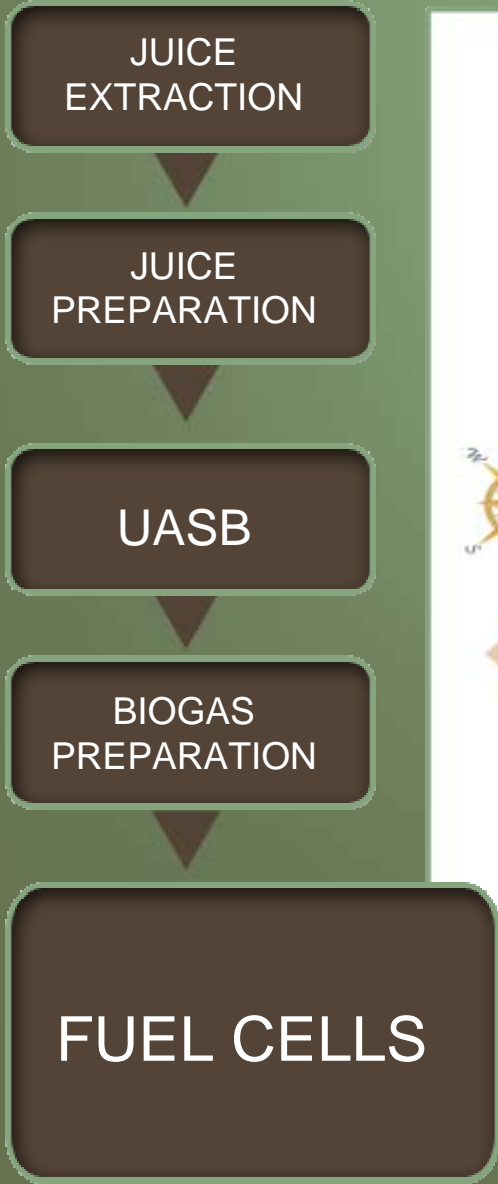 JUICE
EXTRACTION
JUICE
PREPARATION
UASB
BIOGAS
PREPARATION
FUEL CELLS
W
S